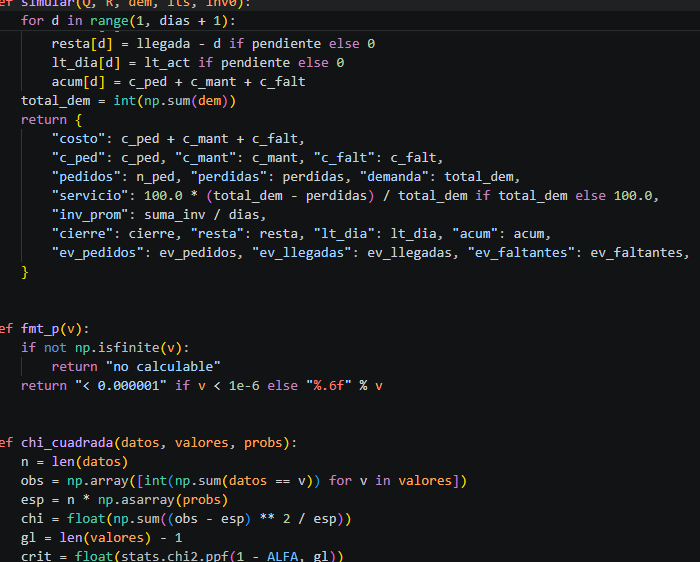 ef simular(Q, R, dem, lts, inv0):
for d in range(1, dias + 1):
resta[d] = llegada - d if pendiente else 0
lt_dia[d] = lt_act if pendiente else 0
acum[d] = c_ped + c_mant + c_falt
total_dem = int(np.sum(dem))
return {
"costo": c_ped + c_mant + c_falt,
"c_ped": c_ped, "c_mant": c_mant, "c_falt": c_falt,
"pedidos": n_ped, "perdidas": perdidas, "demanda": total_dem,
"servicio": 100.0 * (total_dem - perdidas) / total_dem if total_dem else 100.0,
"inv_prom": suma_inv / dias,
"cierre": cierre, "resta": resta, "lt_dia": lt_dia, "acum": acum,
"ev_pedidos": ev_pedidos, "ev_llegadas": ev_llegadas, "ev_faltantes": ev_faltantes,
}
ef fmt_p(v):
if not np.isfinite(v):
return "no calculable"
return "< 0.000001" if v < 1e-6 else "%.6f" % v
ef chi_cuadrada(datos, valores, probs):
n = len(datos)
obs = np.array([int(np.sum(datos == v)) for v in valores])
esp = n * np.asarray(probs)
chi = float(np.sum((obs - esp) ** 2 / esp))
gl = len(valores) - 1
crit = float(stats.chi2.ppf(1 - ALFA, gl))